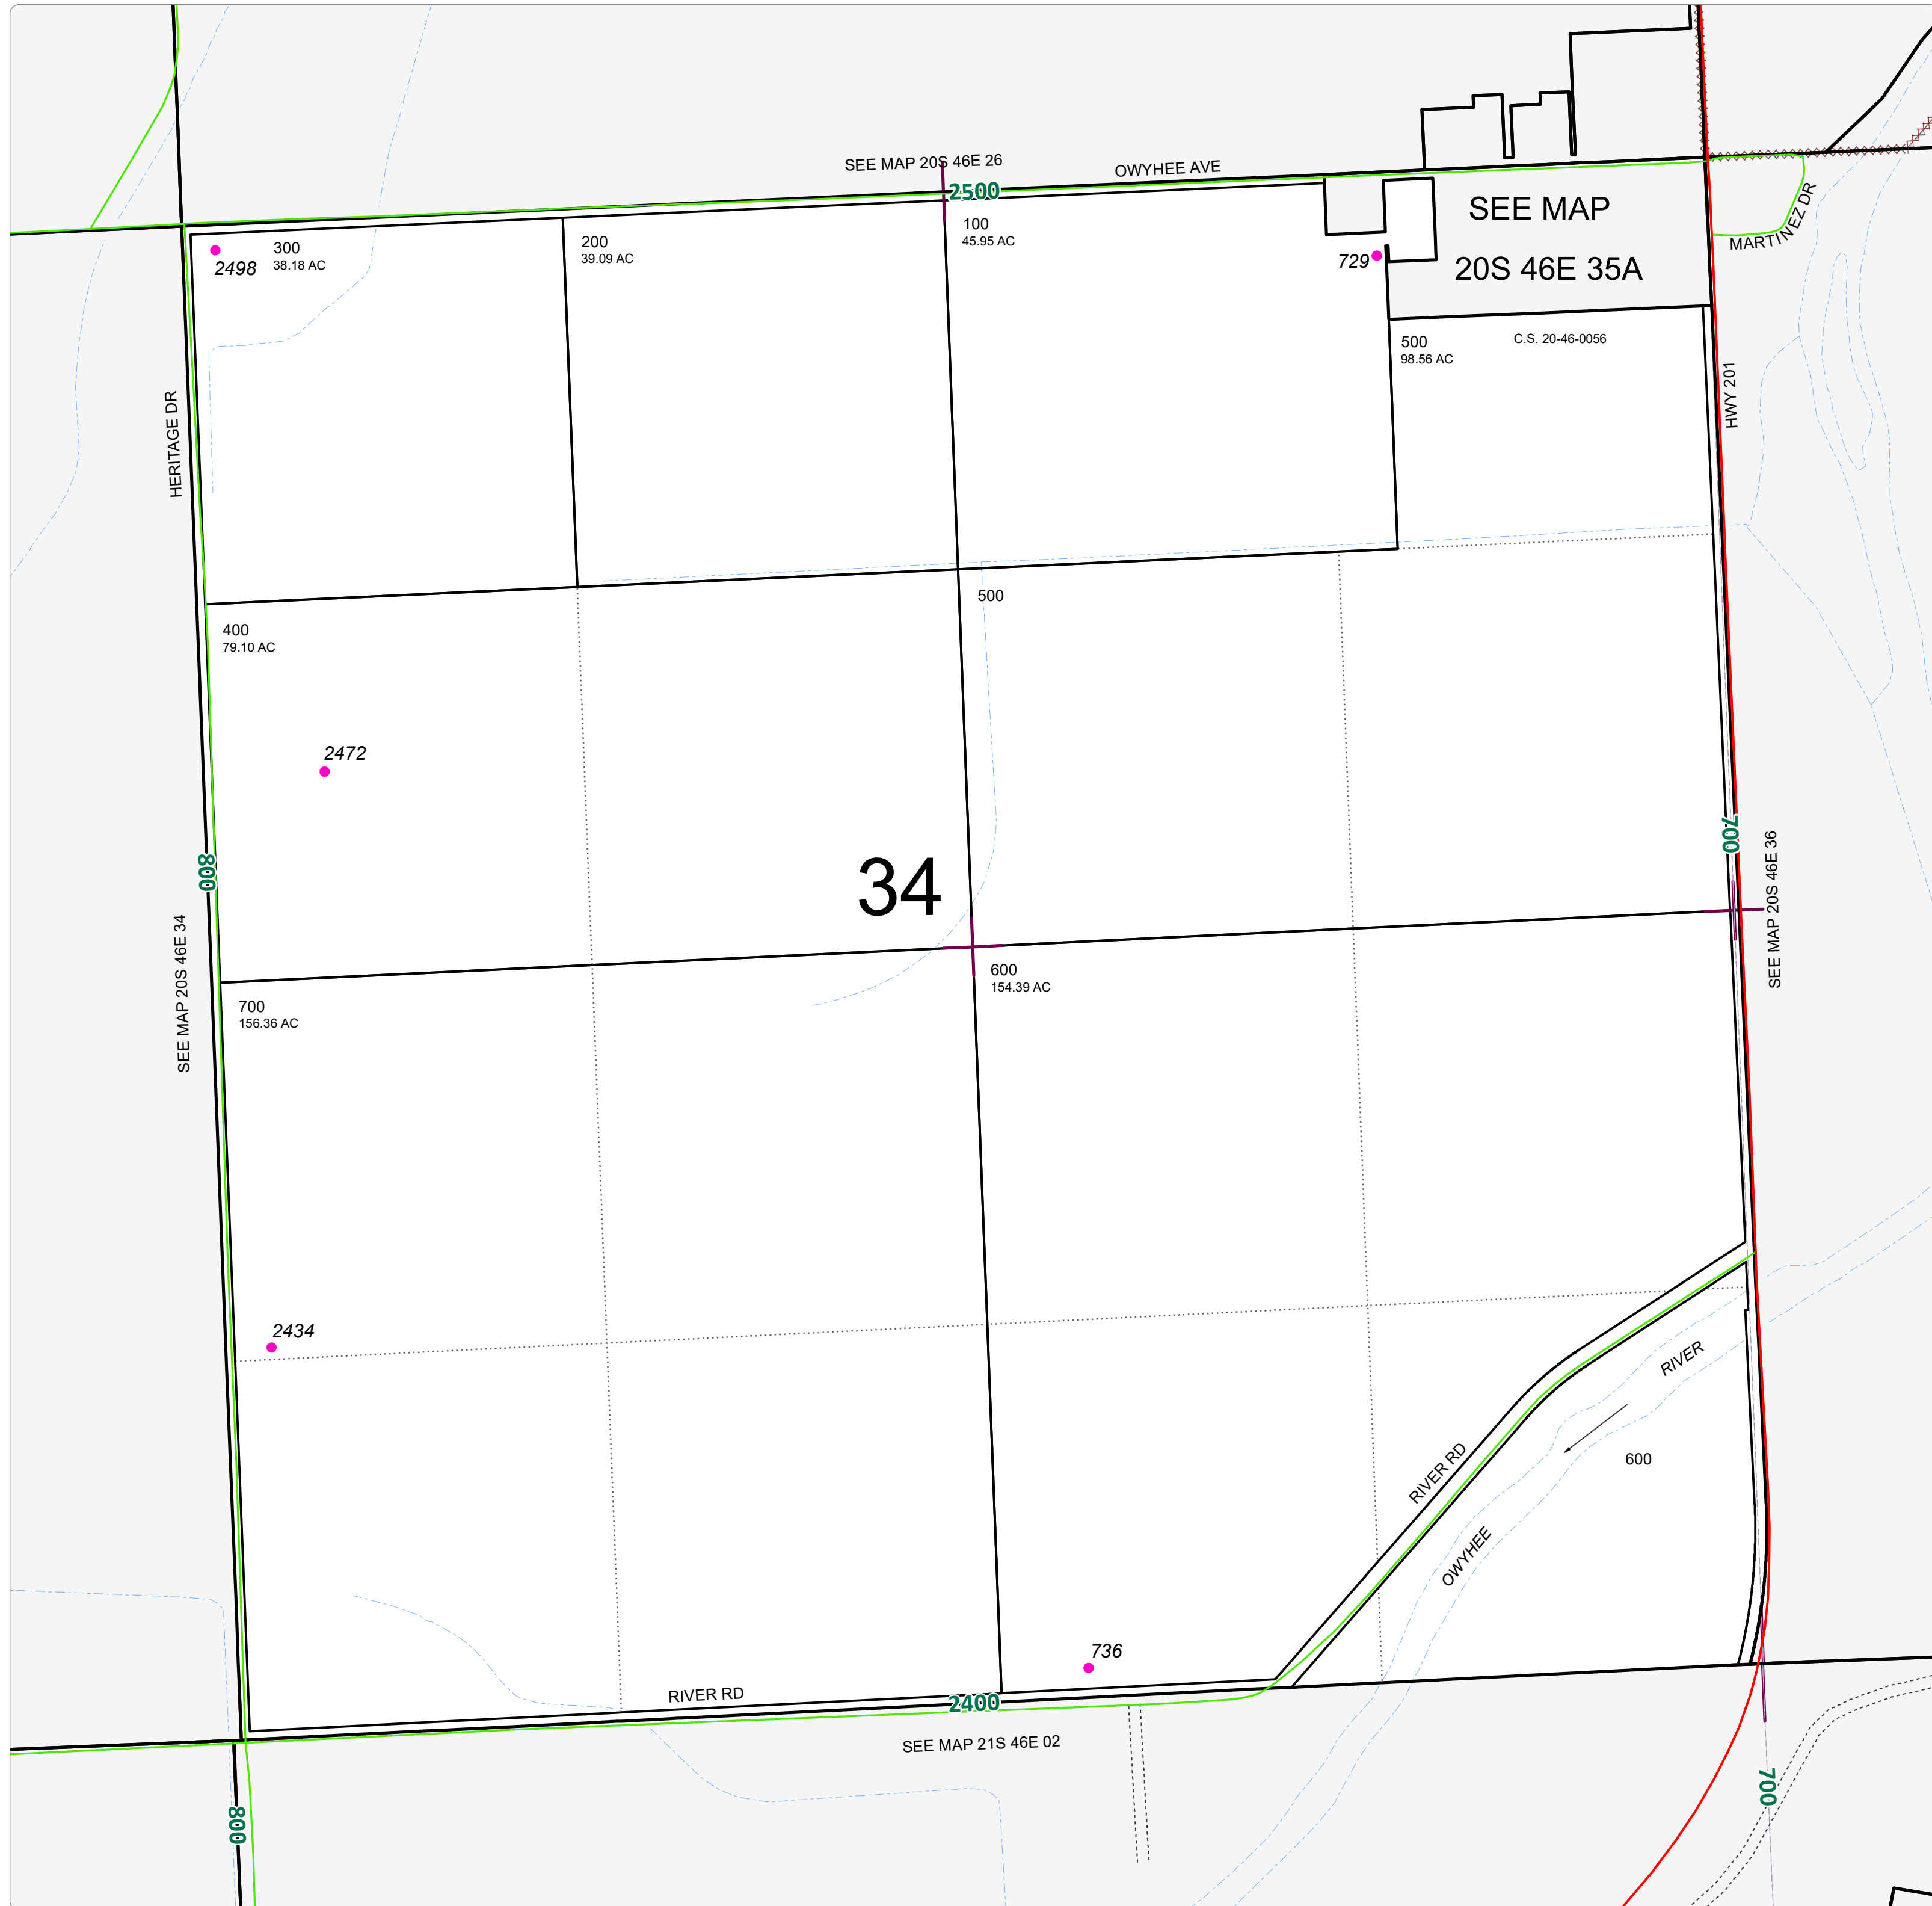 SEE MAP 20S 46E 26
OWYHEE AVE
2500
SEE MAP
20S 46E 35A
MARTINEZ DR
300
38.18 AC
2498
200
39.09 AC
100
45.95 AC
729
500
98.56 AC
C.S. 20-46-0056
HERITAGE DR
HWY 201
500
400
79.10 AC
2472
34
800
700
SEE MAP 20S 46E 34
SEE MAP 20S 46E 36
600
154.39 AC
700
156.36 AC
2434
RIVER
RIVER RD
600
OWYHEE
736
RIVER RD
2400
SEE MAP 21S 46E 02
800
700